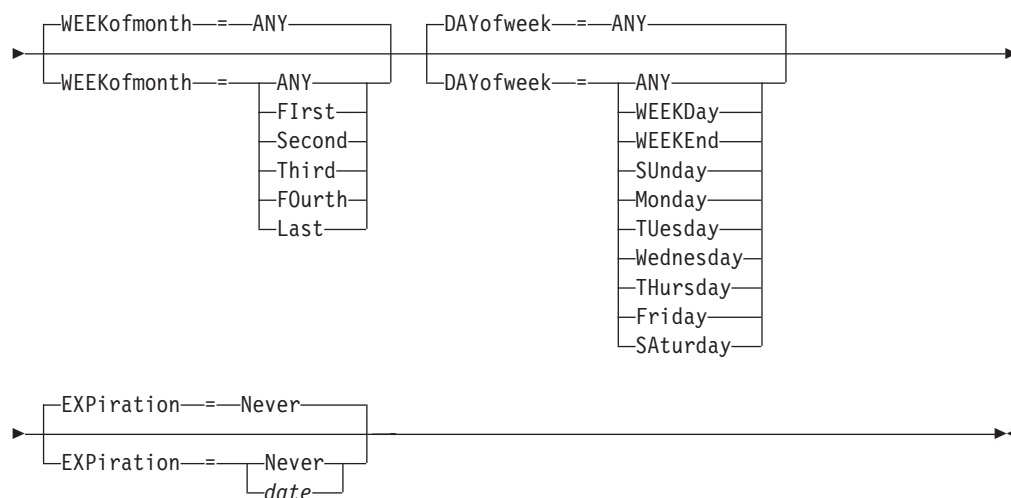 WEEKofmonth = ANY
WEEKofmonth = ANY
FIrst
Second
Third
FOurth
Last
DAYofweek = ANY
DAYofweek = ANY
WEEKDay
WEEKEnd
SUnday
Monday
TUesday
Wednesday
THursday
Friday
SAturday
EXPiration = Never
EXPiration = Never
date